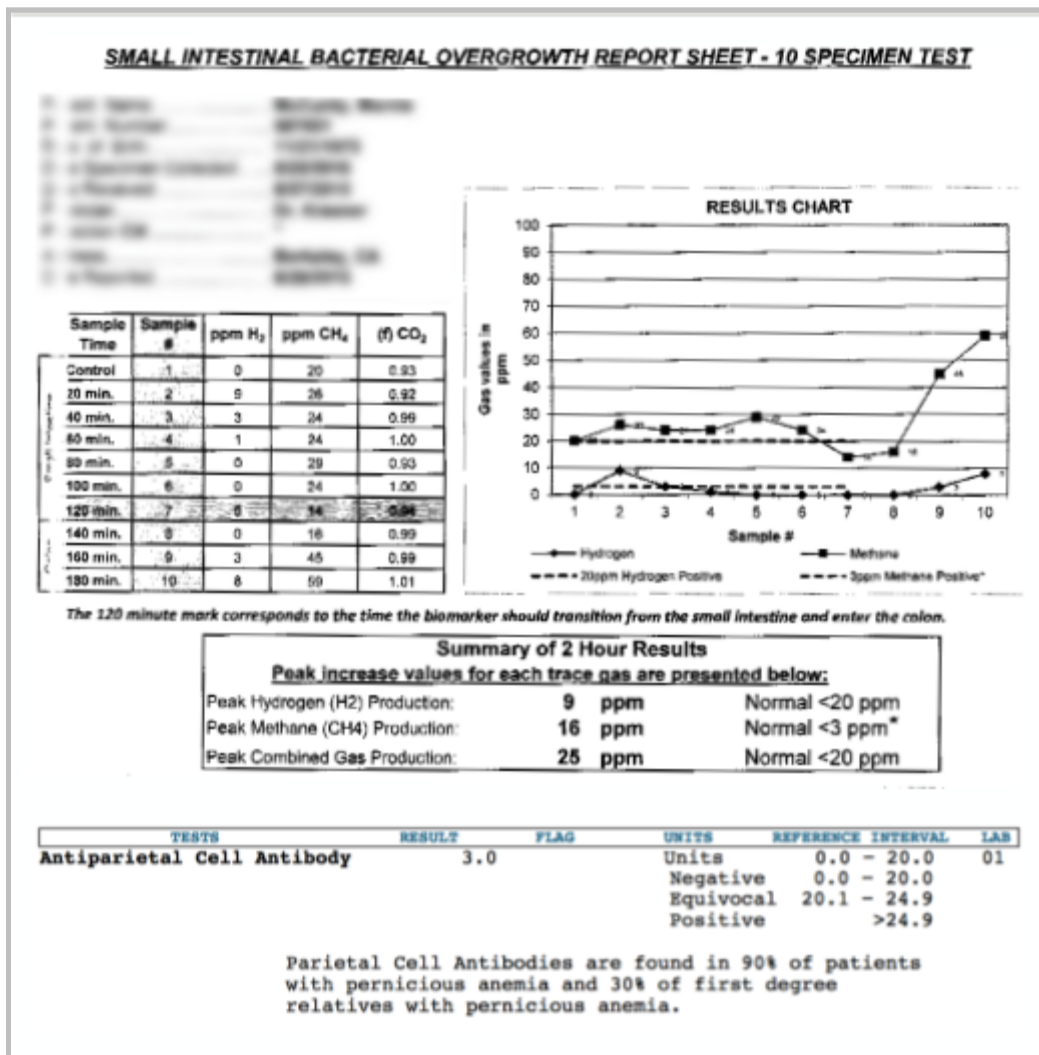 SMALL INTESTINAL BACTERIAL OVERGROWTH REPORT SHEET - 10 SPECIMEN TEST
RESULTS CHART
100
90
80
70
60
50
40
30
20
10
0
Gas values in ppm
1 2 3 4 5 6 7 8 9 10
Sample #
Hydrogen Methane
20ppm Hydrogen Positive 3ppm Methane Positive*
Sample Time Sample # ppm H₂ ppm CH₄ (f) CO₂
Control 1 0 20 0.93
20 min. 2 9 26 0.92
40 min. 3 3 24 0.99
60 min. 4 1 24 1.00
80 min. 5 0 29 0.93
100 min. 6 0 24 1.00
120 min. 7 14
140 min. 8 0 16 0.99
160 min. 9 3 45 0.99
180 min. 10 8 59 1.01
The 120 minute mark corresponds to the time the biomarker should transition from the small intestine and enter the colon.
Summary of 2 Hour Results
Peak increase values for each trace gas are presented below:
Peak Hydrogen (H2) Production: 9 ppm Normal <20 ppm
Peak Methane (CH4) Production: 16 ppm Normal <3 ppm*
Peak Combined Gas Production: 25 ppm Normal <20 ppm
TESTS RESULT FLAG UNITS REFERENCE INTERVAL LAB
Antiparietal Cell Antibody 3.0 Units 0.0 - 20.0 01
Negative 0.0 - 20.0
Equivocal 20.1 - 24.9
Positive >24.9
Parietal Cell Antibodies are found in 90% of patients
with pernicious anemia and 30% of first degree
relatives with pernicious anemia.